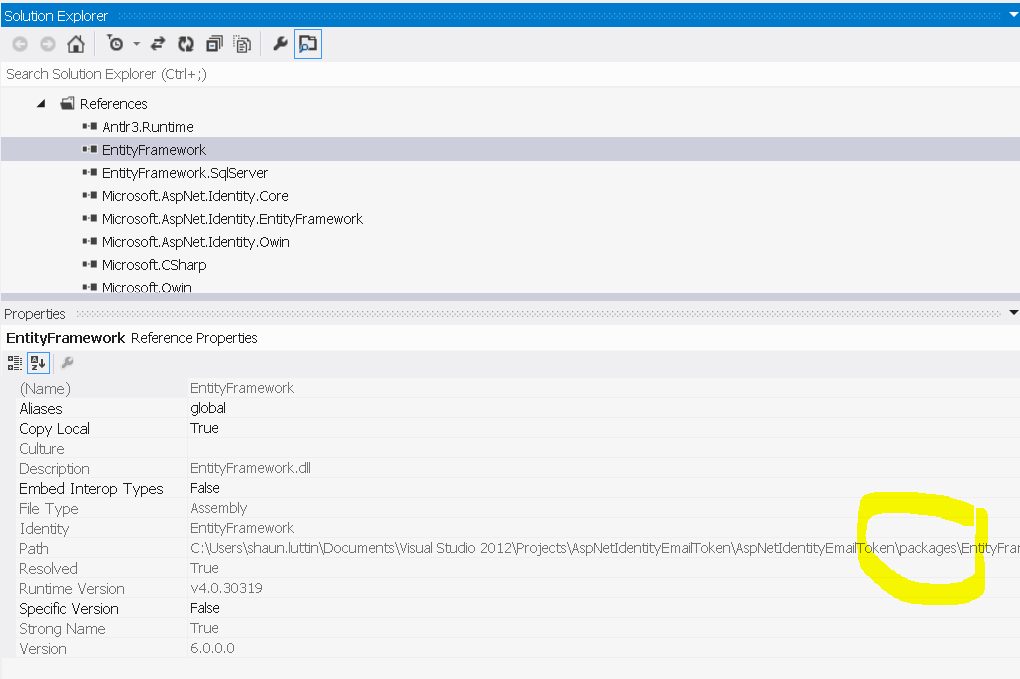 Solution Explorer
Search Solution Explorer (Ctrl+;)
References
Antlr3.Runtime
EntityFramework
EntityFramework.SqlServer
Microsoft.AspNet.Identity.Core
Microsoft.AspNet.Identity.EntityFramework
Microsoft.AspNet.Identity.Owin
Microsoft.CSharp
Microsoft.Owin
Properties
EntityFramework Reference Properties
(Name) EntityFramework
Aliases global
Copy Local True
Culture
Description EntityFramework.dll
Embed Interop Types False
File Type Assembly
Identity EntityFramework
Path C:\Users\shaun.luttin\Documents\Visual Studio 2012\Projects\AspNetIdentityEmailToken\AspNetIdentityEmailToken\packages\EntityFra
Resolved True
Runtime Version v4.0.30319
Specific Version False
Strong Name True
Version 6.0.0.0